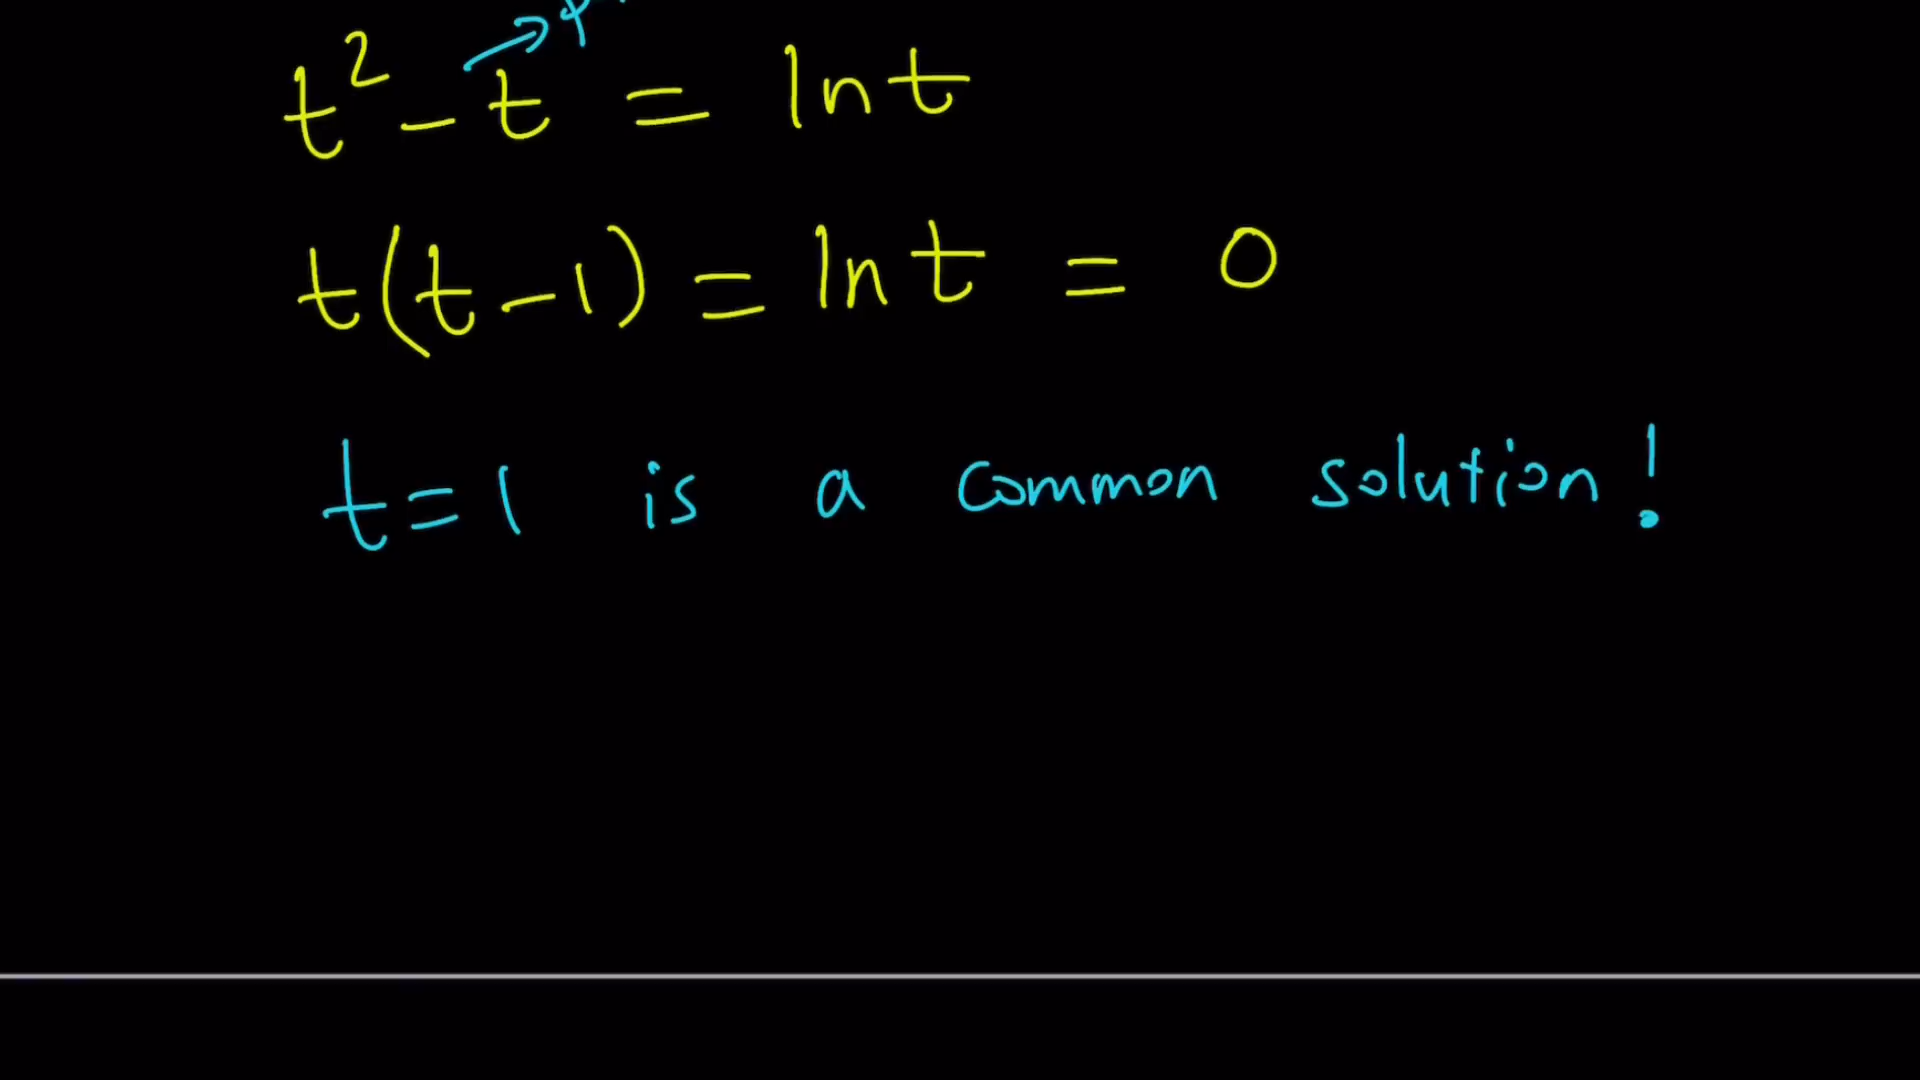 t² - t = ln t
t(t - 1) = ln t = 0
t = 1 is a common solution!